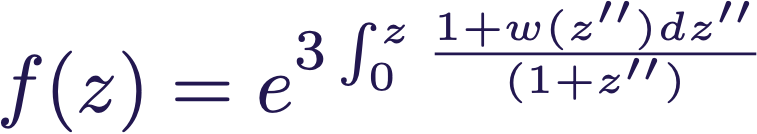 f(z) = e^{3 \int_0^z \frac{1+w(z'')dz''}{(1+z'')}}